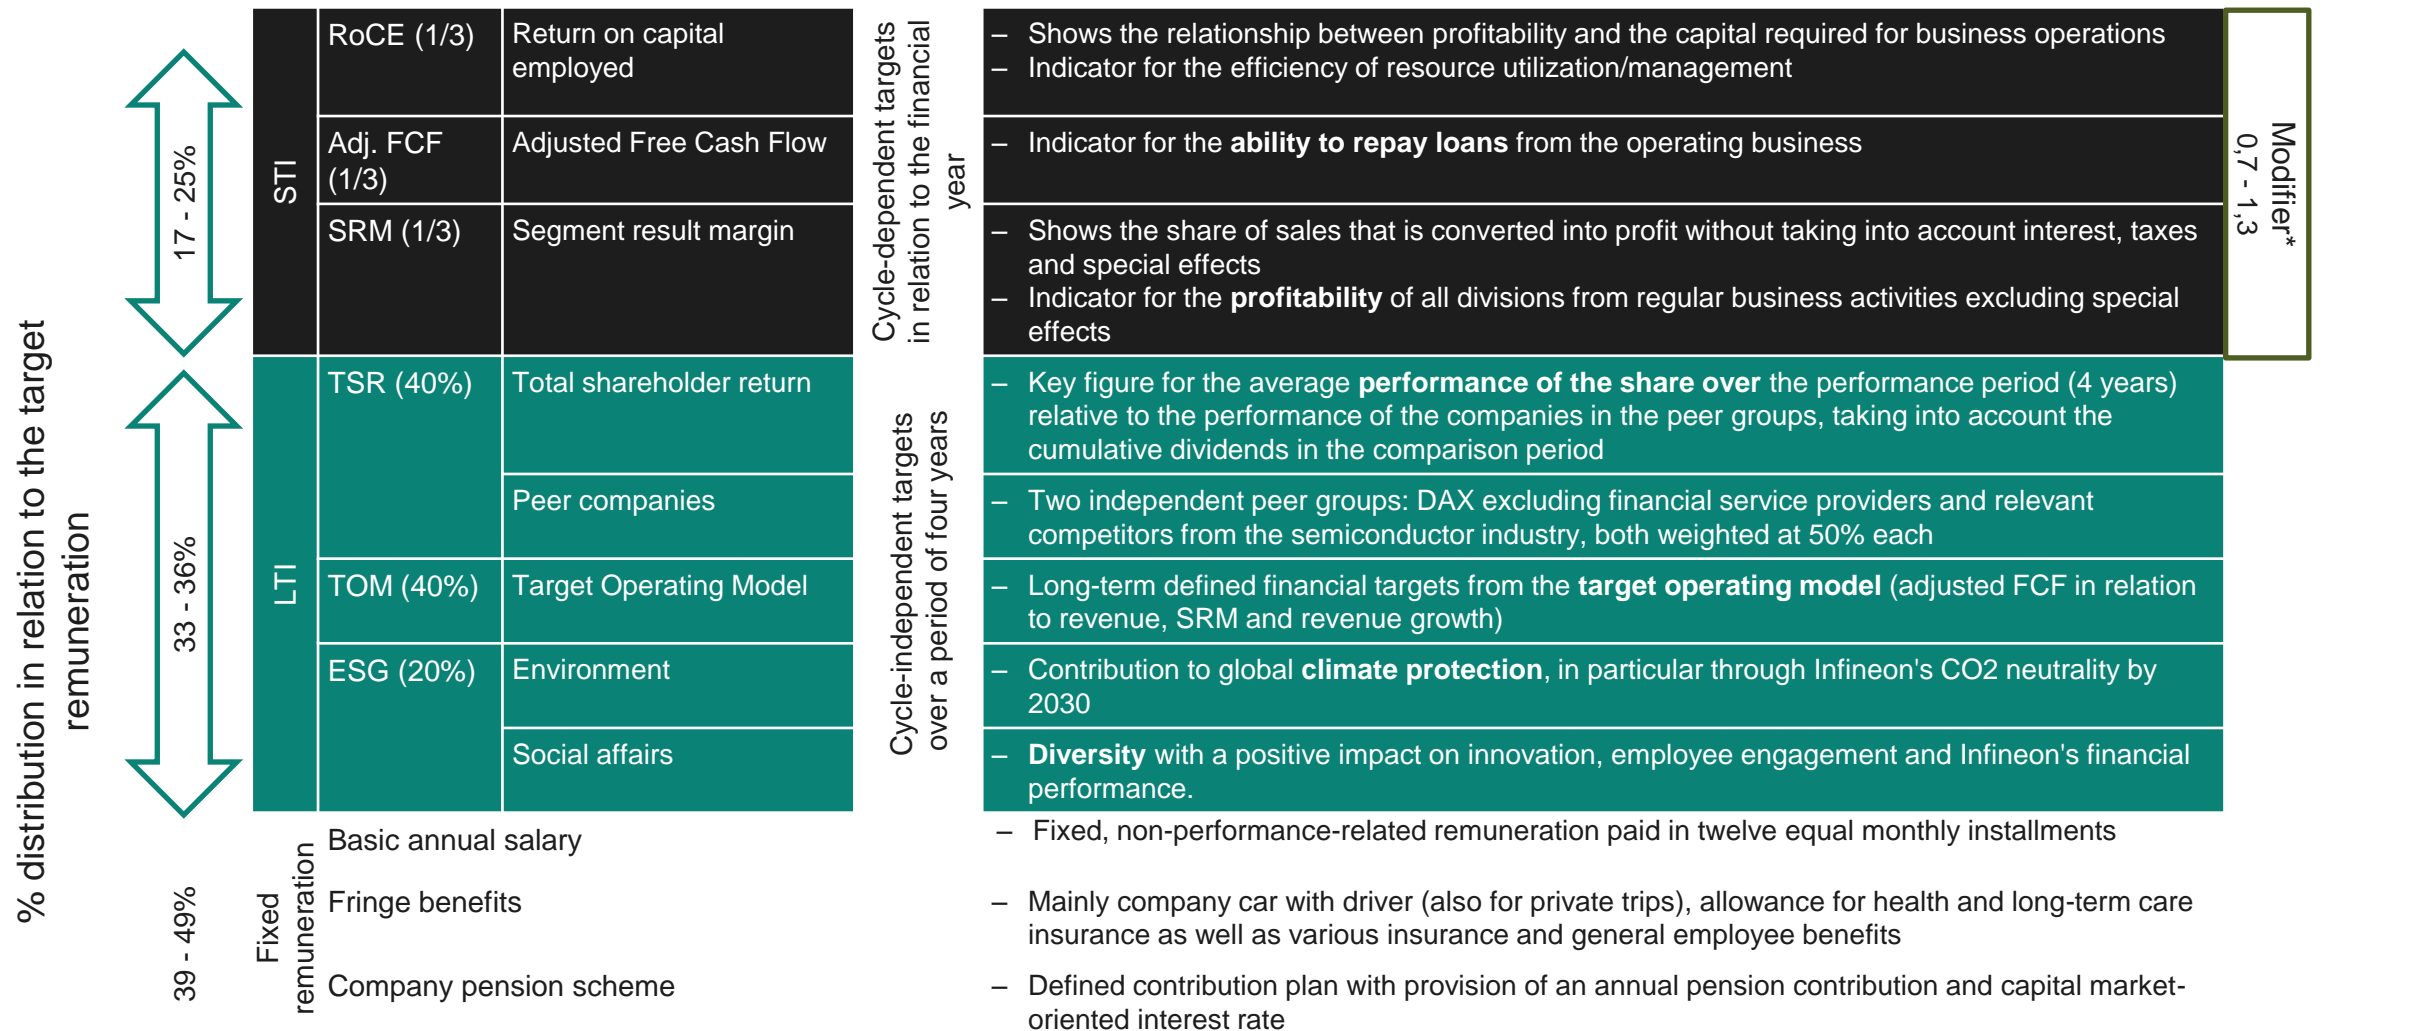 % distribution in relation to the target
remuneration
17 - 25%
STI
RoCE (1/3)
Return on capital
employed
Cycle-dependent targets
in relation to the financial
year
– Shows the relationship between profitability and the capital required for business operations
– Indicator for the efficiency of resource utilization/management
Modifier*
0,7 - 1,3
Adj. FCF
(1/3)
Adjusted Free Cash Flow
– Indicator for the ability to repay loans from the operating business
SRM (1/3)
Segment result margin
– Shows the share of sales that is converted into profit without taking into account interest, taxes
and special effects
– Indicator for the profitability of all divisions from regular business activities excluding special
effects
33 - 36%
LTI
TSR (40%)
Total shareholder return
Cycle-independent targets
over a period of four years
– Key figure for the average performance of the share over the performance period (4 years)
relative to the performance of the companies in the peer groups, taking into account the
cumulative dividends in the comparison period
Peer companies
– Two independent peer groups: DAX excluding financial service providers and relevant
competitors from the semiconductor industry, both weighted at 50% each
TOM (40%)
Target Operating Model
– Long-term defined financial targets from the target operating model (adjusted FCF in relation
to revenue, SRM and revenue growth)
ESG (20%)
Environment
– Contribution to global climate protection, in particular through Infineon's CO2 neutrality by
2030
Social affairs
– Diversity with a positive impact on innovation, employee engagement and Infineon's financial
performance.
39 - 49%
Fixed
remuneration
Basic annual salary
– Fixed, non-performance-related remuneration paid in twelve equal monthly installments
Fringe benefits
– Mainly company car with driver (also for private trips), allowance for health and long-term care
insurance as well as various insurance and general employee benefits
Company pension scheme
– Defined contribution plan with provision of an annual pension contribution and capital market-
oriented interest rate